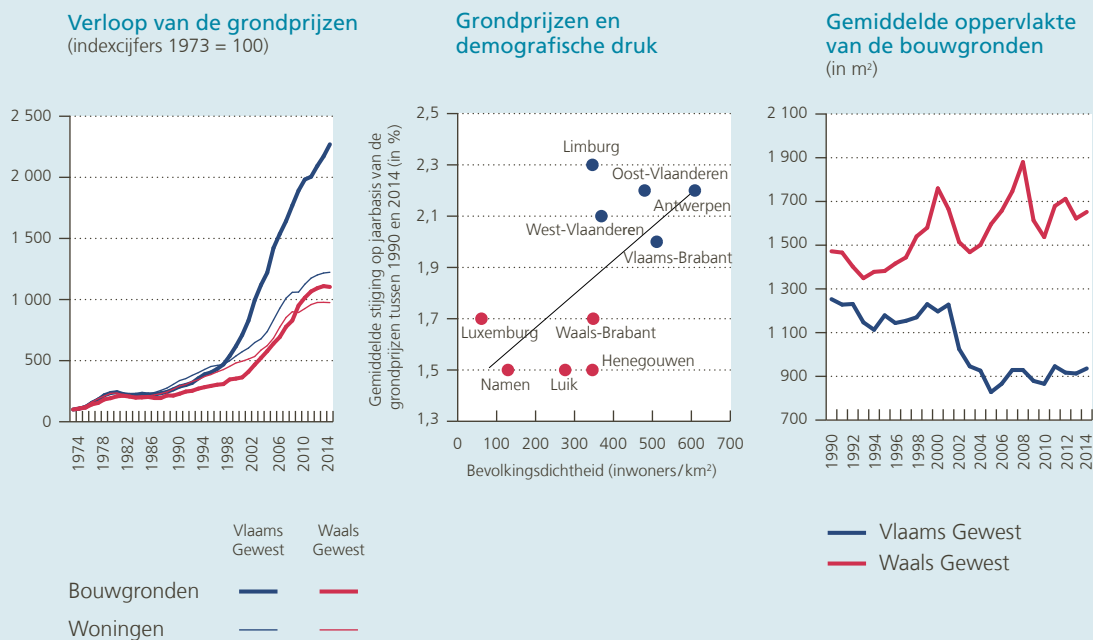 Verloop van de grondprijzen
(indexcijfers 1973 = 100)
2 500
2 000
1 500
1 000
500
0
1974
1978
1982
1986
1990
1994
1998
2002
2006
2010
2014
Vlaams
Gewest
Waals
Gewest
Bouwgronden
Woningen
Grondprijzen en
demografische druk
Gemiddelde stijging op jaarbasis van de
grondprijzen tussen 1990 en 2014 (in %)
2,5
2,3
2,1
1,9
1,7
1,5
1,3
Limburg
Oost-Vlaanderen
Antwerpen
West-Vlaanderen
Vlaams-Brabant
Luxemburg
Waals-Brabant
Henegouwen
Namen
Luik
0
100
200
300
400
500
600
700
Bevolkingsdichtheid (inwoners/km²)
Gemiddelde oppervlakte
van de bouwgronden
(in m²)
2 100
1 900
1 700
1 500
1 300
1 100
900
700
1990
1992
1994
1996
1998
2000
2002
2004
2006
2008
2010
2012
2014
Vlaams Gewest
Waals Gewest